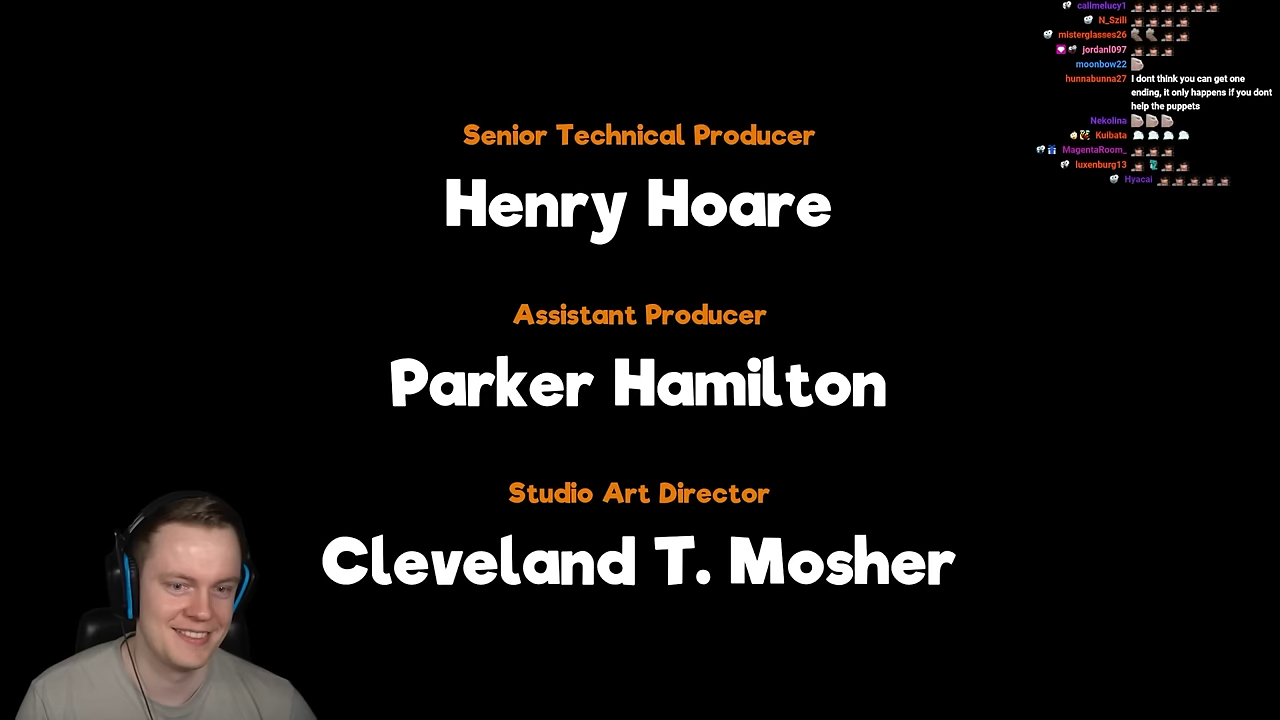 Senior Technical Producer
Henry Hoare
Assistant Producer
Parker Hamilton
Studio Art Director
Cleveland T. Mosher
callmelucy1
N_Szili
misterglasses26
jordanl097
moonbow22
hunnabunna27 I dont think you can get one
ending, it only happens if you dont
help the puppets
Nekolina
Kuibata
MagentaRoom_
luxenburg13
Hyacai